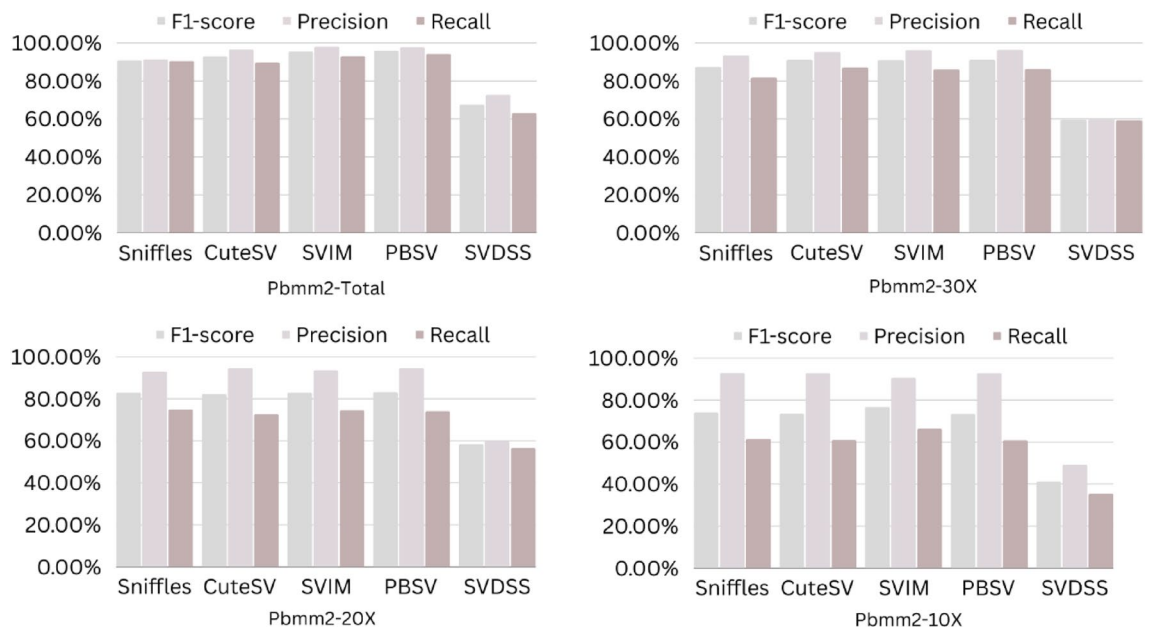 F1-score Precision Recall
100.00%
80.00%
60.00%
40.00%
20.00%
0.00%
Sniffles CuteSV SVIM PBSV SVDSS
Pbmm2-Total
F1-score Precision Recall
100.00%
80.00%
60.00%
40.00%
20.00%
0.00%
Sniffles CuteSV SVIM PBSV SVDSS
Pbmm2-30X
F1-score Precision Recall
100.00%
80.00%
60.00%
40.00%
20.00%
0.00%
Sniffles CuteSV SVIM PBSV SVDSS
Pbmm2-20X
F1-score Precision Recall
100.00%
80.00%
60.00%
40.00%
20.00%
0.00%
Sniffles CuteSV SVIM PBSV SVDSS
Pbmm2-10X